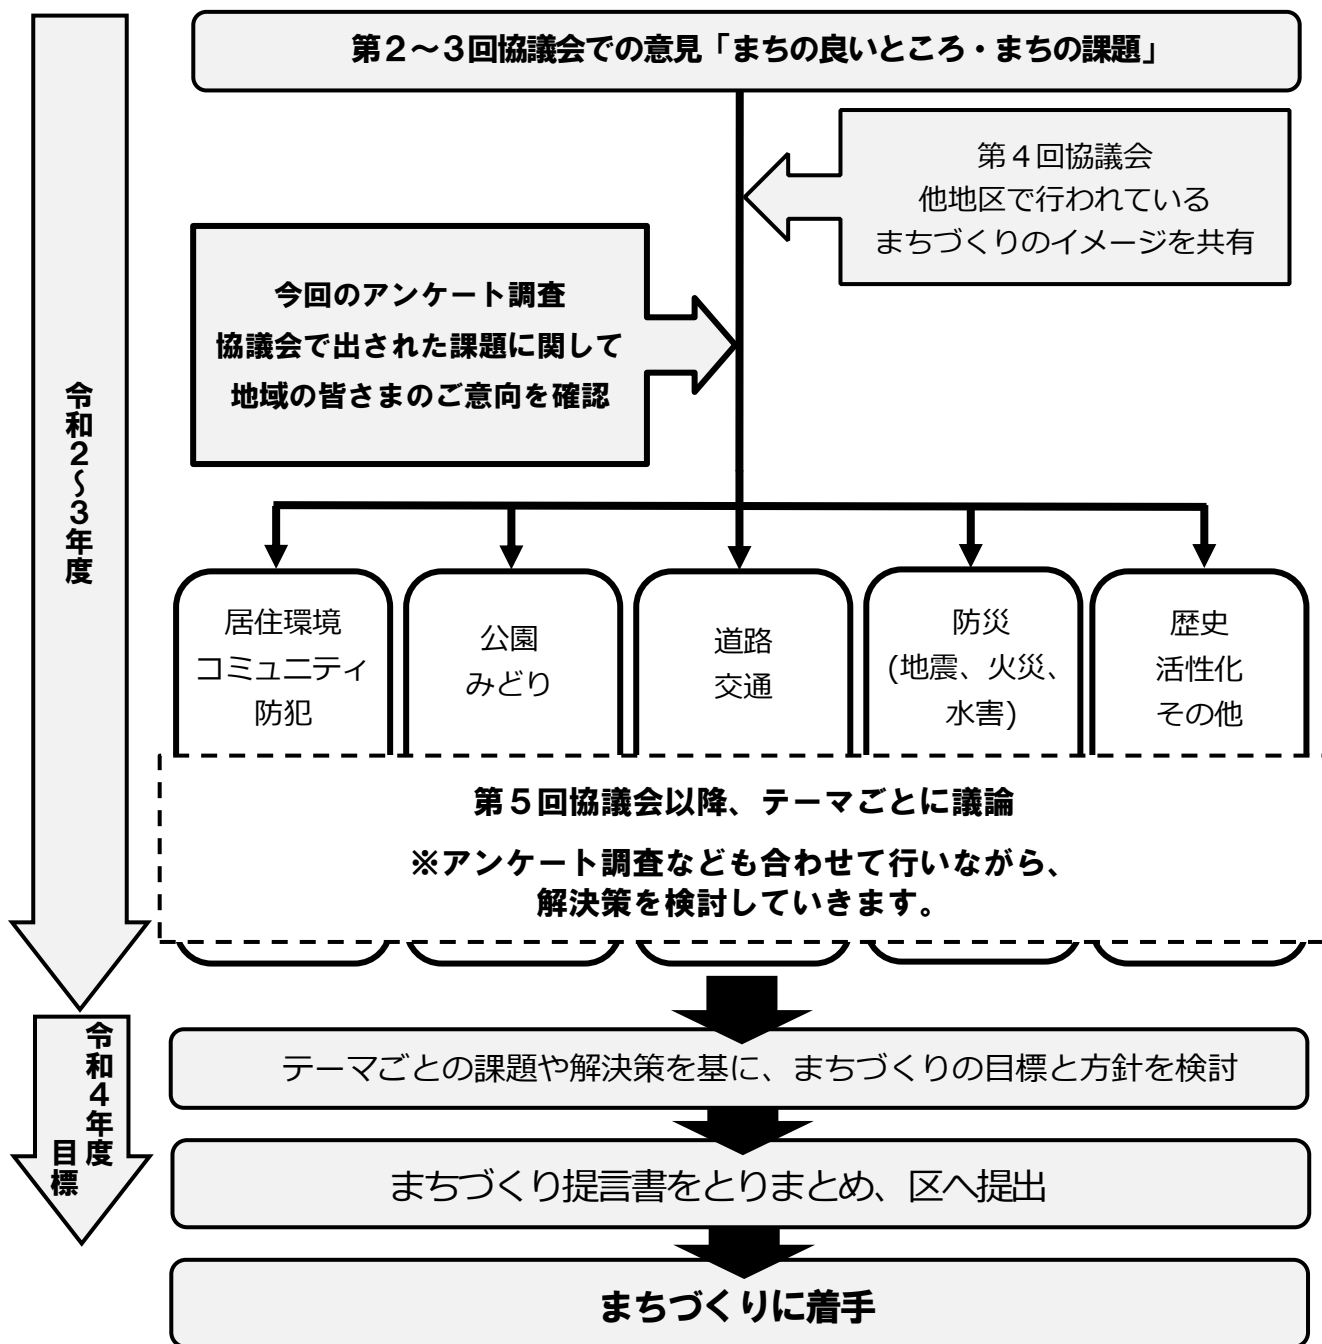 第２～３回協議会での意見「まちの良いところ・まちの課題」
第４回協議会
他地区で行われている
まちづくりのイメージを共有
今回のアンケート調査
協議会で出された課題に関して
地域の皆さまのご意向を確認
令和２～３年度
居住環境
コミュニティ
防犯
公園
みどり
道路
交通
防災
(地震、火災、
水害)
歴史
活性化
その他
第５回協議会以降、テーマごとに議論
※アンケート調査なども合わせて行いながら、
解決策を検討していきます。
令和４年度
目標
テーマごとの課題や解決策を基に、まちづくりの目標と方針を検討
まちづくり提言書をとりまとめ、区へ提出
まちづくりに着手